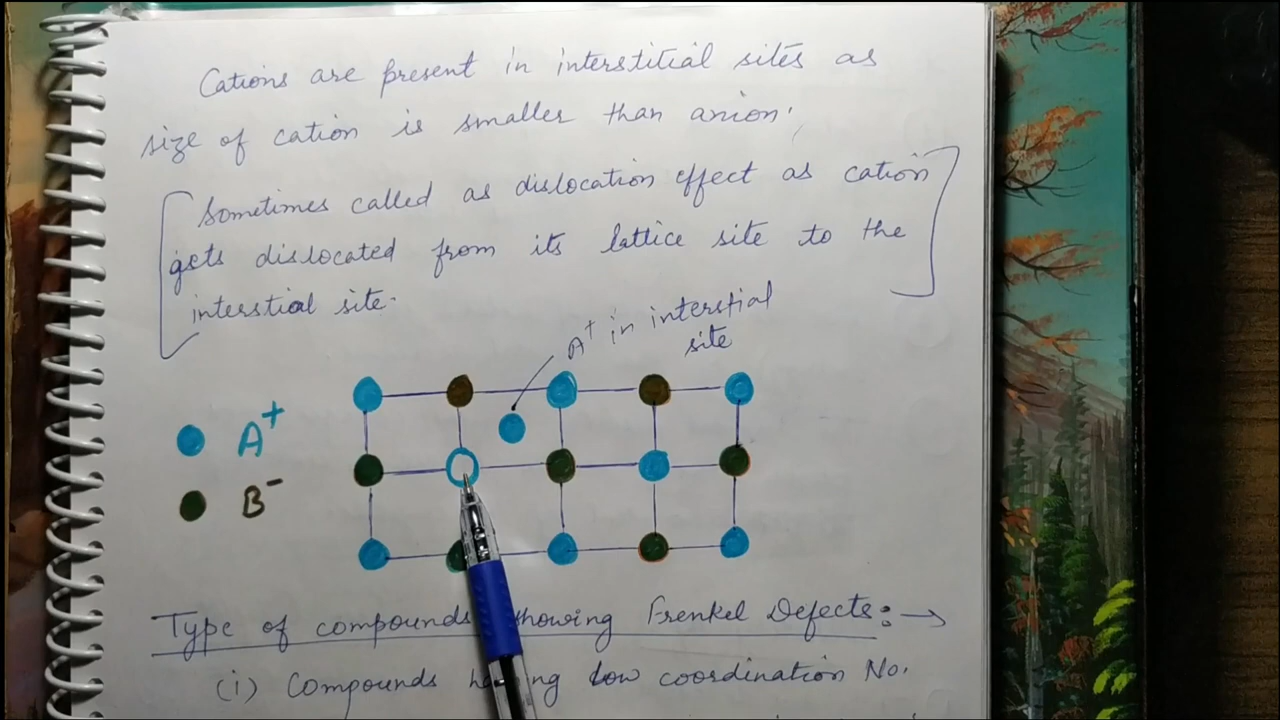 Cations are present in interstitial sites as
size of cation is smaller than anion.
[Sometimes called as dislocation effect as cation
gets dislocated from its lattice site to the
interstial site.]
A+ in interstial
site
A+
B-
Type of compounds showing Frenkel Defects:→
(i) Compounds having low coordination No.